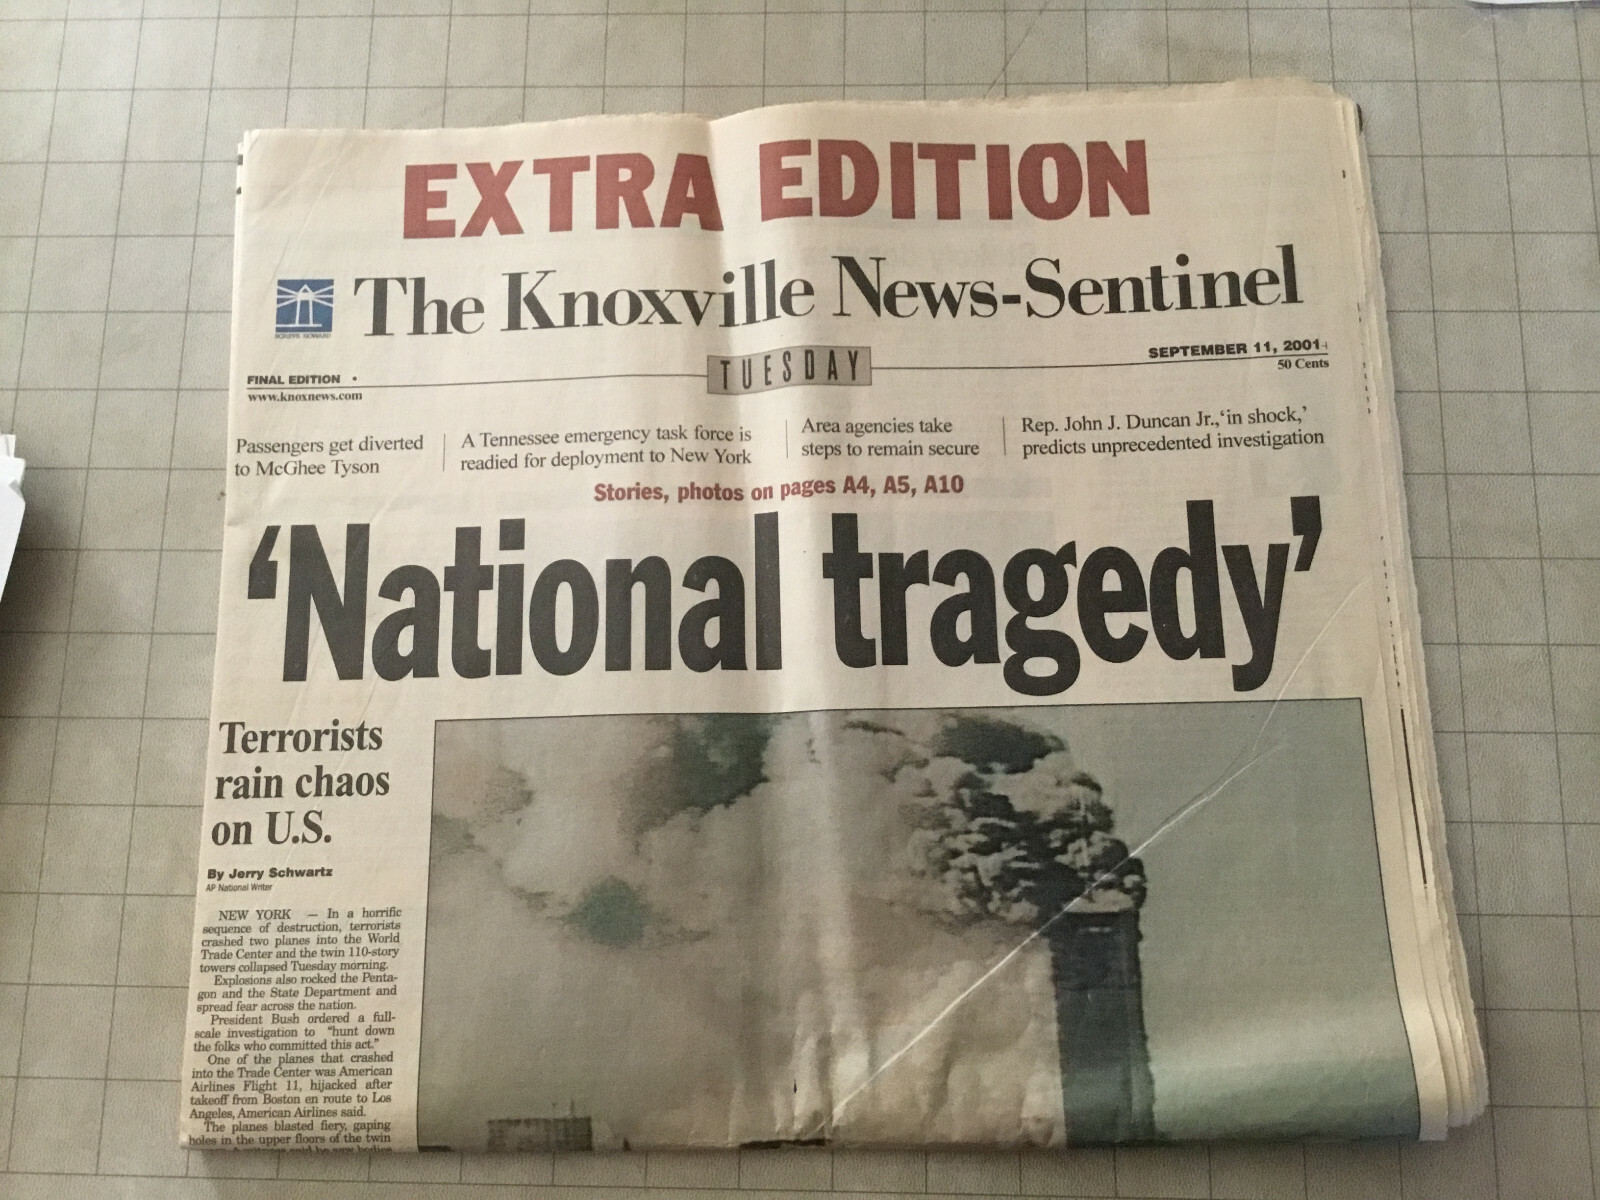 EXTRA EDITION
The Knoxville News-Sentinel
SCRIPPS HOWARD
TUESDAY
SEPTEMBER 11, 2001
50 Cents
FINAL EDITION •
www.knoxnews.com
Passengers get diverted
to McGhee Tyson
A Tennessee emergency task force is
readied for deployment to New York
Area agencies take
steps to remain secure
Rep. John J. Duncan Jr., ‘in shock,’
predicts unprecedented investigation
Stories, photos on pages A4, A5, A10
‘National tragedy’
Terrorists
rain chaos
on U.S.
By Jerry Schwartz
AP National Writer
NEW YORK — In a horrific
sequence of destruction, terrorists
crashed two planes into the World
Trade Center and the twin 110-story
towers collapsed Tuesday morning.
Explosions also rocked the Penta-
gon and the State Department and
spread fear across the nation.
President Bush ordered a full-
scale investigation to "hunt down
the folks who committed this act."
One of the planes that crashed
into the Trade Center was American
Airlines Flight 11, hijacked after
takeoff from Boston en route to Los
Angeles, American Airlines said.
The planes blasted fiery, gaping
holes in the upper floors of the twin